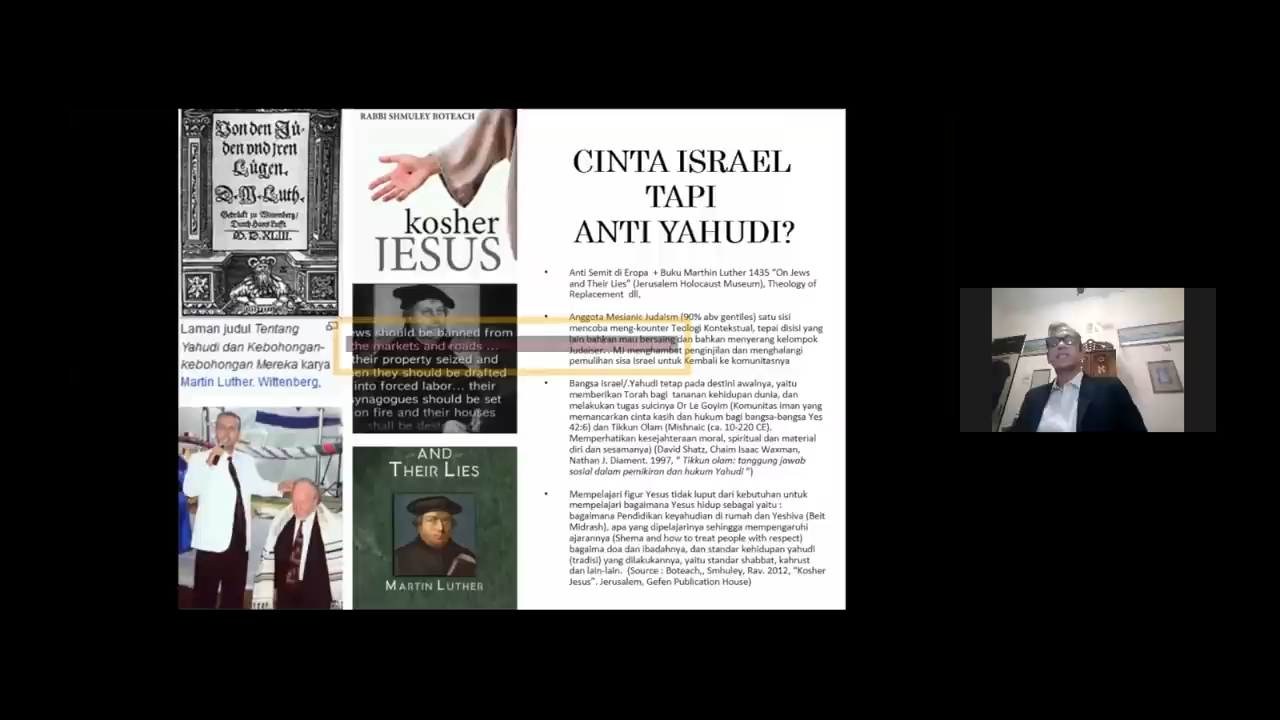 Von den Jü-
den vnd jren
Lügen.
D. M. Luth.
Gedrückt zu Wittemberg/
Durch Hans Lufft.
M. D. XLIII.
Laman judul Tentang
Yahudi dan Kebohongan-
kebohongan Mereka karya
Martin Luther. Wittenberg,
RABBI SHMULEY BOTEACH
kosher
JESUS
ews should be banned from
the markets and roads ...
their property seized and
en they should be drafted
into forced labor... their
synagogues should be set
on fire and their houses
shall be
AND
THEIR LIES
MARTIN LUTHER
CINTA ISRAEL
TAPI
ANTI YAHUDI?
• Anti Semit di Eropa + Buku Marthin Luther 1435 “On Jews
and Their Lies” (Jerusalem Holocaust Museum), Theology of
Replacement dll,
• Anggota Mesianic Judaism (90% abv gentiles) satu sisi
mencoba meng-kounter Teologi Kontekstual, tepai disisi yang
lain bahkan mau bersaing dan bahkan menyerang kelompok
Judaiser.. MJ menghambat penginjilan dan menghalangi
pemulihan sisa Israel untuk Kembali ke komunitasnya
• Bangsa Israel/.Yahudi tetap pada destini awalnya, yaitu
memberikan Torah bagi tananan kehidupan dunia, dan
melakukan tugas sucinya Or Le Goyim (Komunitas iman yang
memancarkan cinta kasih dan hukum bagi bangsa-bangsa Yes
42:6) dan Tikkun Olam (Mishnaic (ca. 10-220 CE).
Memperhatikan kesejahteraan moral, spiritual dan material
diri dan sesamanya) (David Shatz, Chaim Isaac Waxman,
Nathan J. Diament. 1997, “ Tikkun olam: tanggung jawab
sosial dalam pemikiran dan hukum Yahudi ”)
• Mempelajari figur Yesus tidak luput dari kebutuhan untuk
mempelajari bagaimana Yesus hidup sebagai yaitu :
bagaimana Pendidikan keyahudian di rumah dan Yeshiva (Beit
Midrash), apa yang dipelajarinya sehingga mempengaruhi
ajarannya (Shema and how to treat people with respect)
bagaima doa dan ibadahnya, dan standar kehidupan yahudi
(tradisi) yang dilakukannya, yaitu standar shabbat, kahrust
dan lain-lain. (Source : Boteach,, Smhuley, Rav. 2012, “Kosher
Jesus”. Jerusalem, Gefen Publication House)